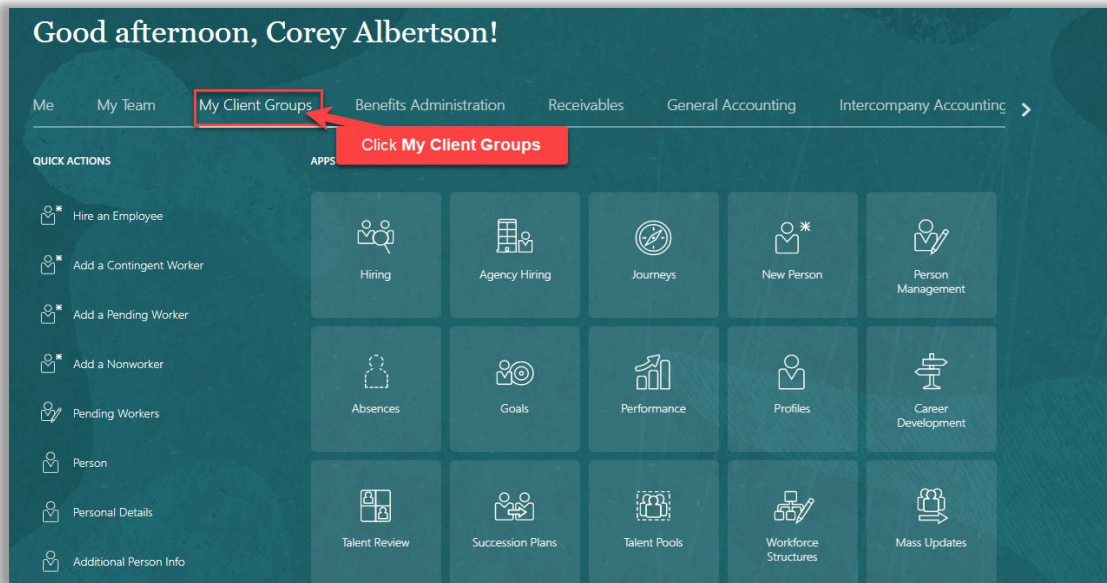 Good afternoon, Corey Albertson!
Me My Team My Client Groups Benefits Administration Receivables General Accounting Intercompany Accounting
Click My Client Groups
QUICK ACTIONS
APPS
Hire an Employee
Add a Contingent Worker
Add a Pending Worker
Add a Nonworker
Pending Workers
Person
Personal Details
Additional Person Info
Hiring
Agency Hiring
Journeys
New Person
Person
Management
Absences
Goals
Performance
Profiles
Career
Development
Talent Review
Succession Plans
Talent Pools
Workforce
Structures
Mass Updates